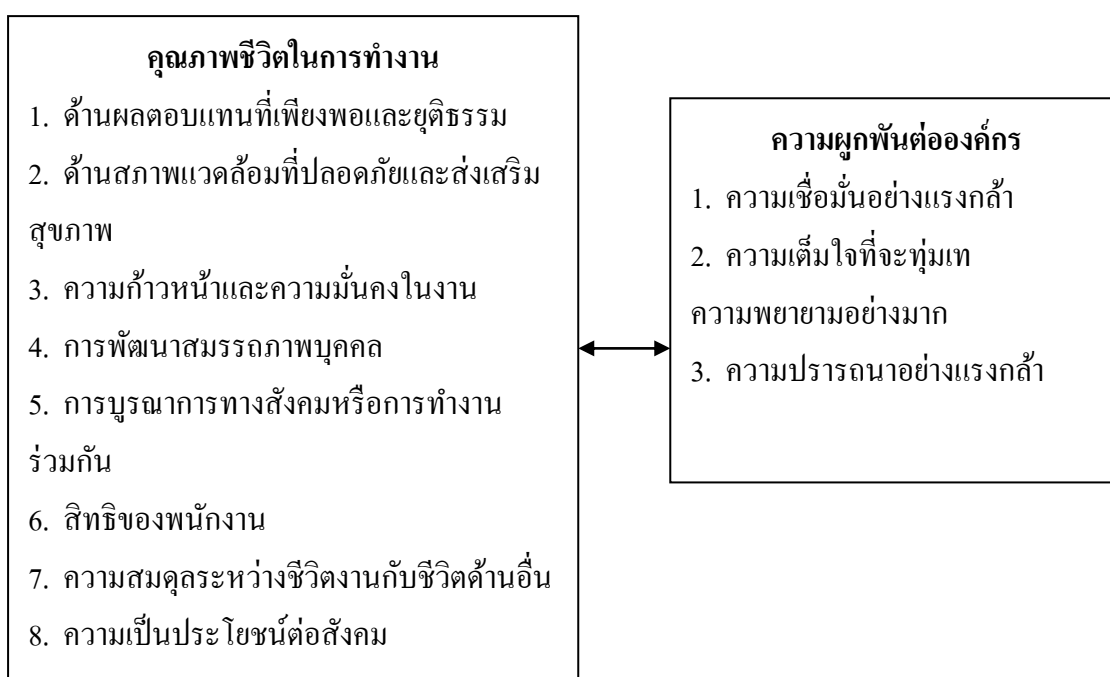 คุณภาพชีวิตในการทำงาน
1. ด้านผลตอบแทนที่เพียงพอและยุติธรรม
2. ด้านสภาพแวดล้อมที่ปลอดภัยและส่งเสริม
สุขภาพ
3. ความก้าวหน้าและความมั่นคงในงาน
4. การพัฒนาสมรรถภาพบุคคล
5. การบูรณาการทางสังคมหรือการทำงาน
ร่วมกัน
6. สิทธิของพนักงาน
7. ความสมดุลระหว่างชีวิตงานกับชีวิตด้านอื่น
8. ความเป็นประโยชน์ต่อสังคม
ความผูกพันต่อองค์กร
1. ความเชื่อมั่นอย่างแรงกล้า
2. ความเต็มใจที่จะทุ่มเท
ความพยายามอย่างมาก
3. ความปรารถนาอย่างแรงกล้า